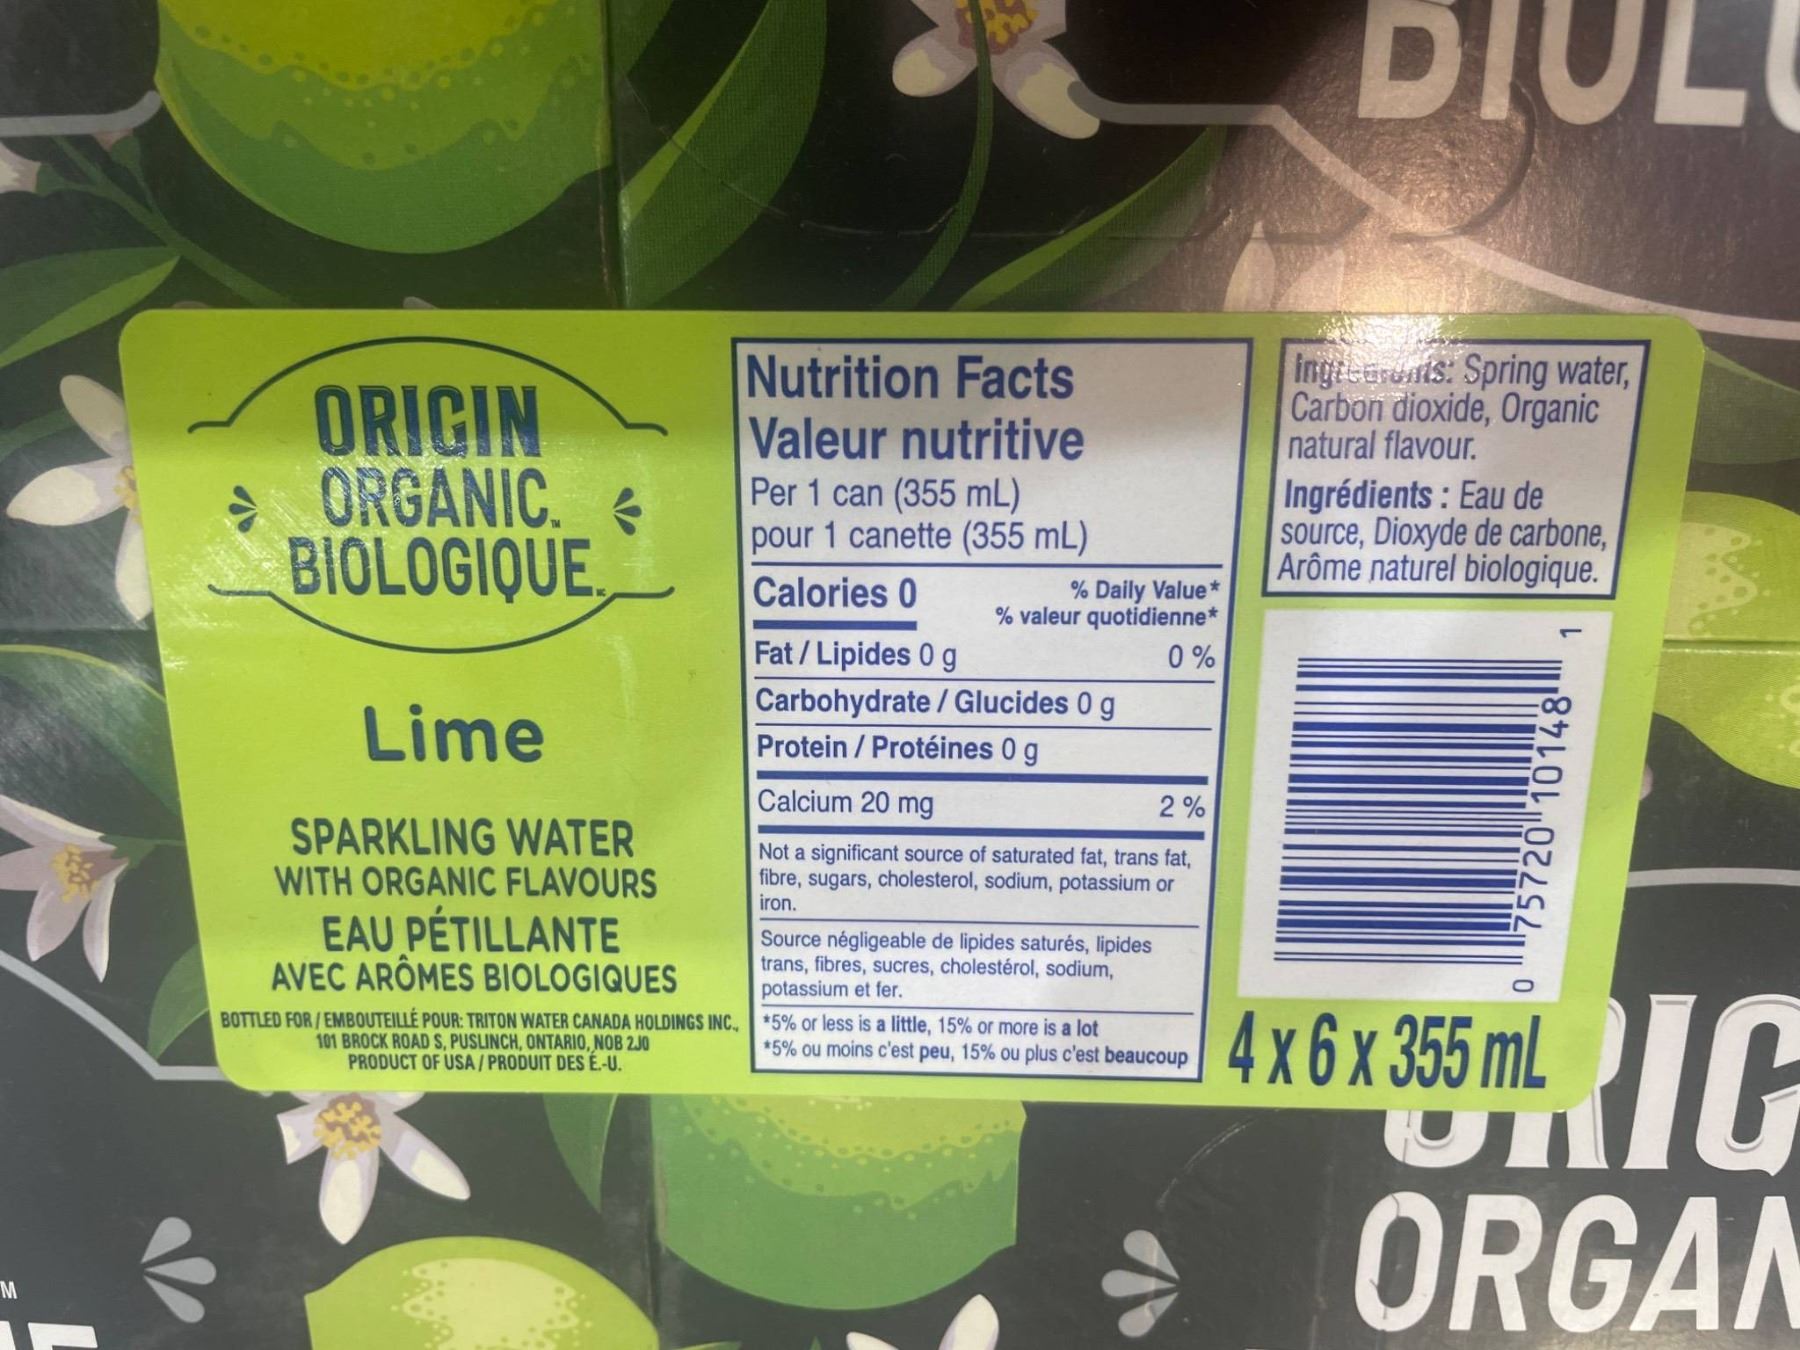 ORIGIN
ORGANIC™
BIOLOGIQUE MC
Lime
SPARKLING WATER
WITH ORGANIC FLAVOURS
EAU PÉTILLANTE
AVEC ARÔMES BIOLOGIQUES
BOTTLED FOR / EMBOUTEILLÉ POUR: TRITON WATER CANADA HOLDINGS INC.,
101 BROCK ROAD S, PUSLINCH, ONTARIO, N0B 2J0
PRODUCT OF USA / PRODUIT DES É.-U.
Nutrition Facts
Valeur nutritive
Per 1 can (355 mL)
pour 1 canette (355 mL)
Calories 0
% Daily Value*
% valeur quotidienne*
Fat / Lipides 0 g 0 %
Carbohydrate / Glucides 0 g
Protein / Protéines 0 g
Calcium 20 mg 2 %
Not a significant source of saturated fat, trans fat,
fibre, sugars, cholesterol, sodium, potassium or
iron.
Source négligeable de lipides saturés, lipides
trans, fibres, sucres, cholestérol, sodium,
potassium et fer.
*5% or less is a little, 15% or more is a lot
*5% ou moins c'est peu, 15% ou plus c'est beaucoup
Ingredients: Spring water,
Carbon dioxide, Organic
natural flavour.
Ingrédients : Eau de
source, Dioxyde de carbone,
Arôme naturel biologique.
0 75720 10148 1
4 x 6 x 355 mL
BIOL
ORIG
ORGAN
M